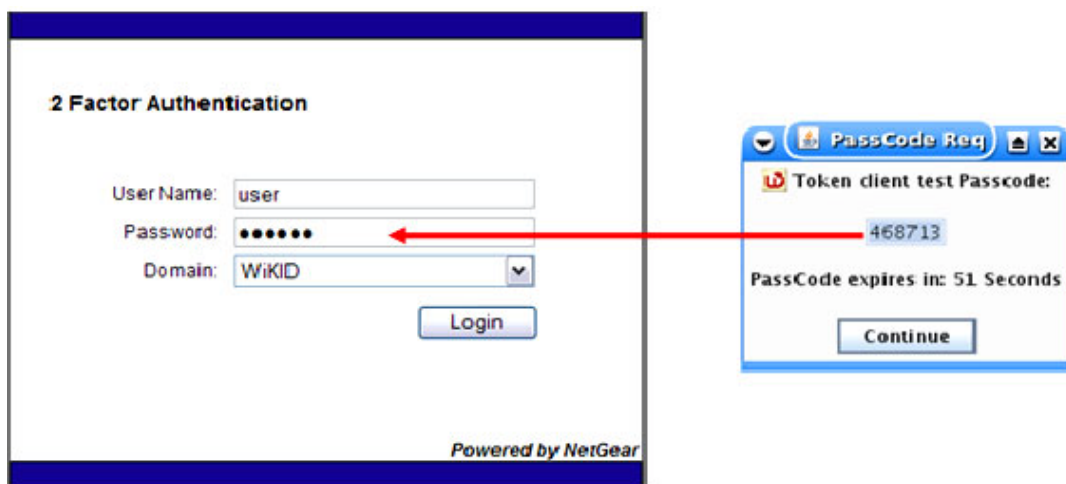 2 Factor Authentication
User Name: user
Password: ●●●●●●
Domain: WiKID
Login
Powered by NetGear
PassCode Req
Token client test Passcode:
468713
PassCode expires in: 51 Seconds
Continue